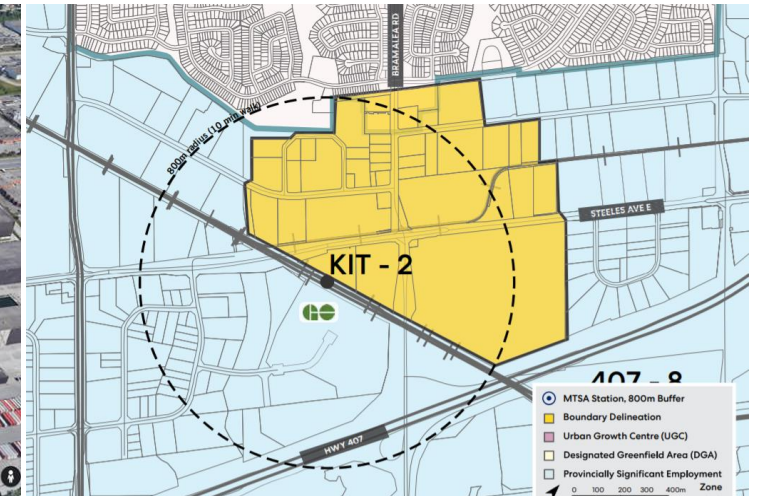 BRAMALEA RD
800m radius (10 min walk)
STEELES AVE E
KIT - 2
GO
407 - 8
HWY 407
MTSA Station, 800m Buffer
Boundary Delineation
Urban Growth Centre (UGC)
Designated Greenfield Area (DGA)
Provincially Significant Employment
Zone
0 100 200 300 400m